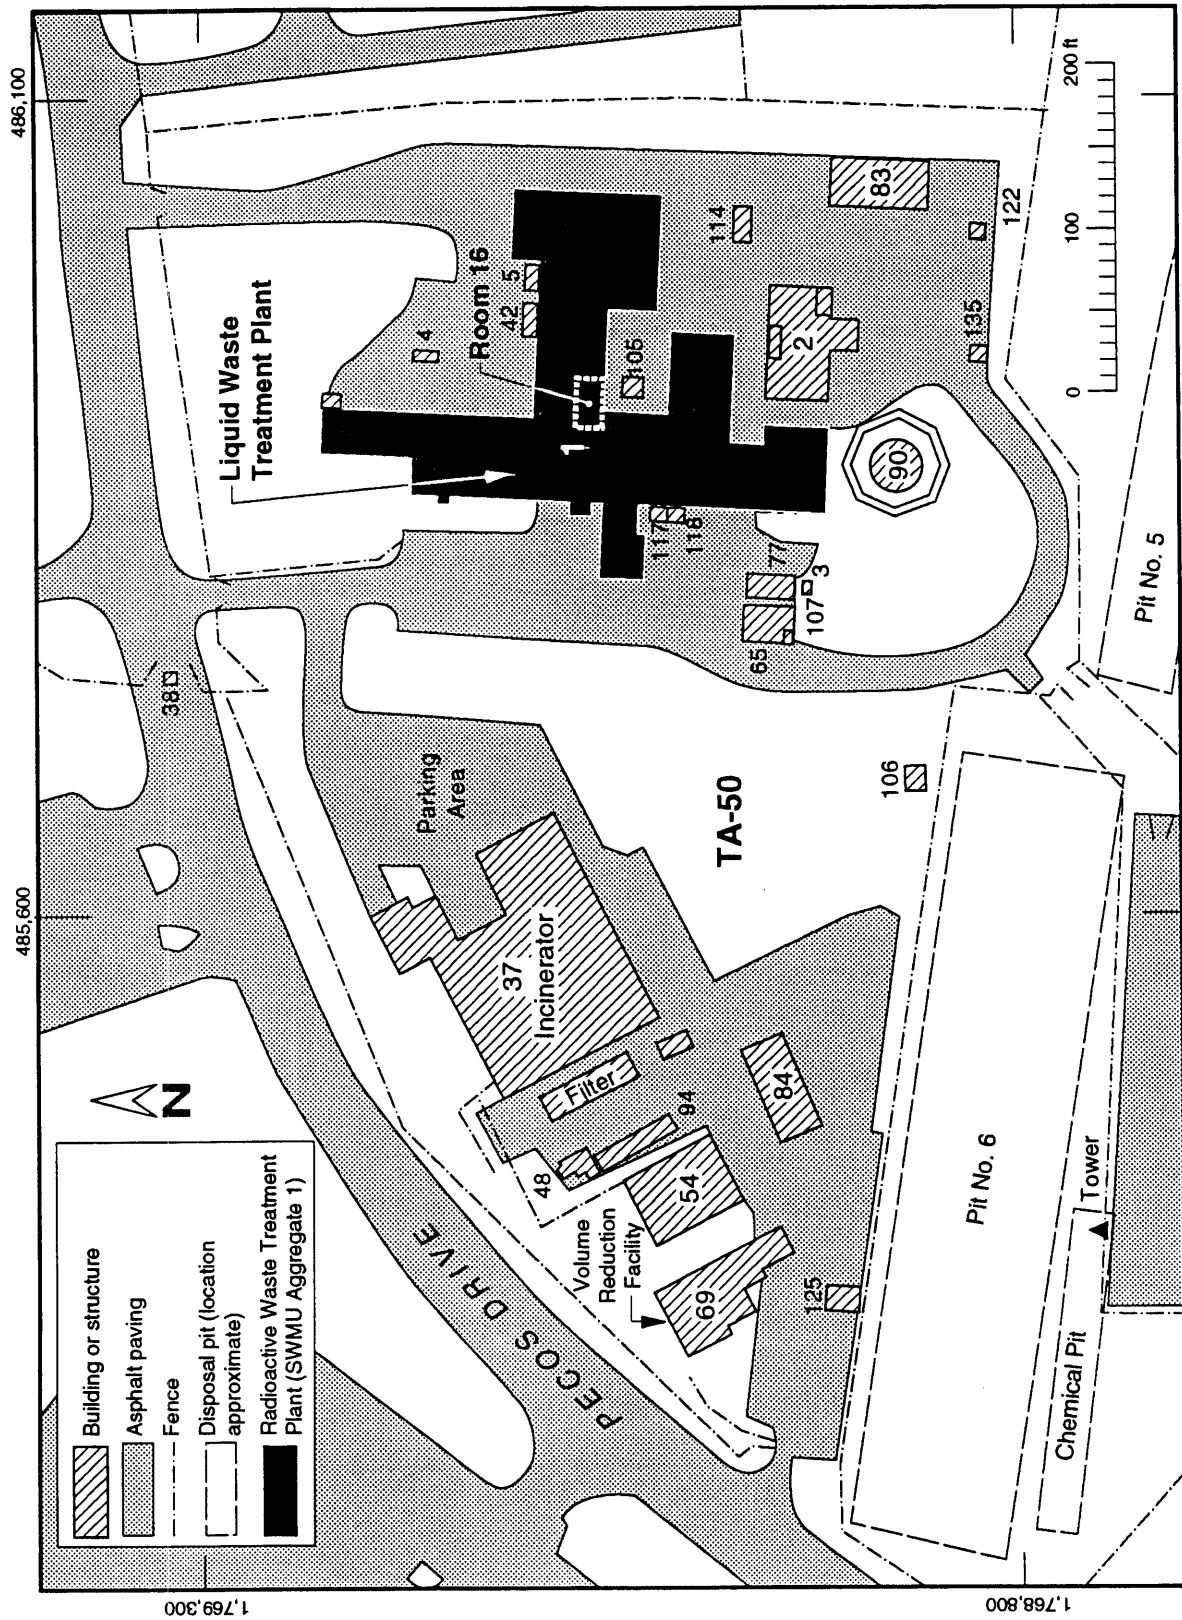 Building or structure
Asphalt paving
Fence
Disposal pit (location
approximate)
Radioactive Waste Treatment
Plant (SWMU Aggregate 1)
N
485,600
486,100
1,769,300
1,768,800
PECOS DRIVE
38
Parking
Area
37
Incinerator
Filter
48
94
54
84
Volume
Reduction
Facility
69
125
TA-50
106
Pit No. 6
Chemical Pit
Tower
Pit No. 5
Liquid Waste
Treatment Plant
4
42
5
Room 16
1
105
117
118
114
2
83
65
77
107
3
90
135
122
0
100
200 ft